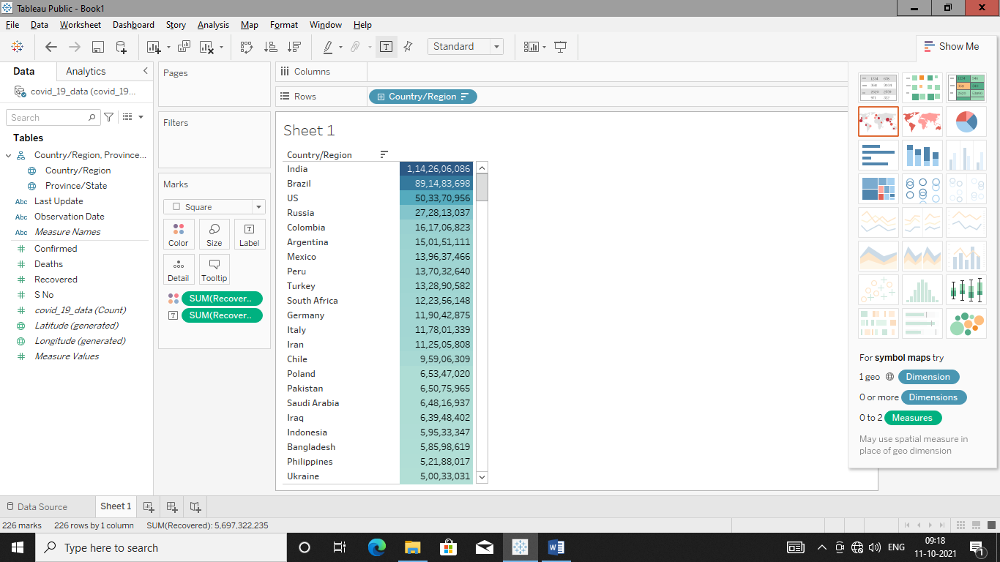 Tableau Public - Book1
File Data Worksheet Dashboard Story Analysis Map Format Window Help
Standard
Show Me
Data Analytics
covid_19_data (covid_19...
Search
Tables
Country/Region, Province...
Country/Region
Province/State
Abc Last Update
Abc Observation Date
Abc Measure Names
Confirmed
Deaths
Recovered
S No
covid_19_data (Count)
Latitude (generated)
Longitude (generated)
Measure Values
Pages
Filters
Marks
Square
Color Size Label
Detail Tooltip
SUM(Recover..
SUM(Recover..
Columns
Rows Country/Region
Sheet 1
Country/Region
India 1,14,26,06,086
Brazil 89,14,83,698
US 50,33,70,956
Russia 27,28,13,037
Colombia 16,17,06,823
Argentina 15,01,51,111
Mexico 13,96,37,466
Peru 13,70,32,640
Turkey 13,28,90,582
South Africa 12,23,56,148
Germany 11,90,42,875
Italy 11,78,01,339
Iran 11,25,05,808
Chile 9,59,06,309
Poland 6,53,47,020
Pakistan 6,50,75,965
Saudi Arabia 6,48,16,937
Iraq 6,39,48,402
Indonesia 5,95,33,347
Bangladesh 5,85,98,619
Philippines 5,21,88,017
Ukraine 5,00,33,031
For symbol maps try
1 geo Dimension
0 or more Dimensions
0 to 2 Measures
May use spatial measure in
place of geo dimension
Data Source Sheet 1
226 marks 226 rows by 1 column SUM(Recovered): 5,697,322,235
Type here to search
ENG
09:18
11-10-2021
1